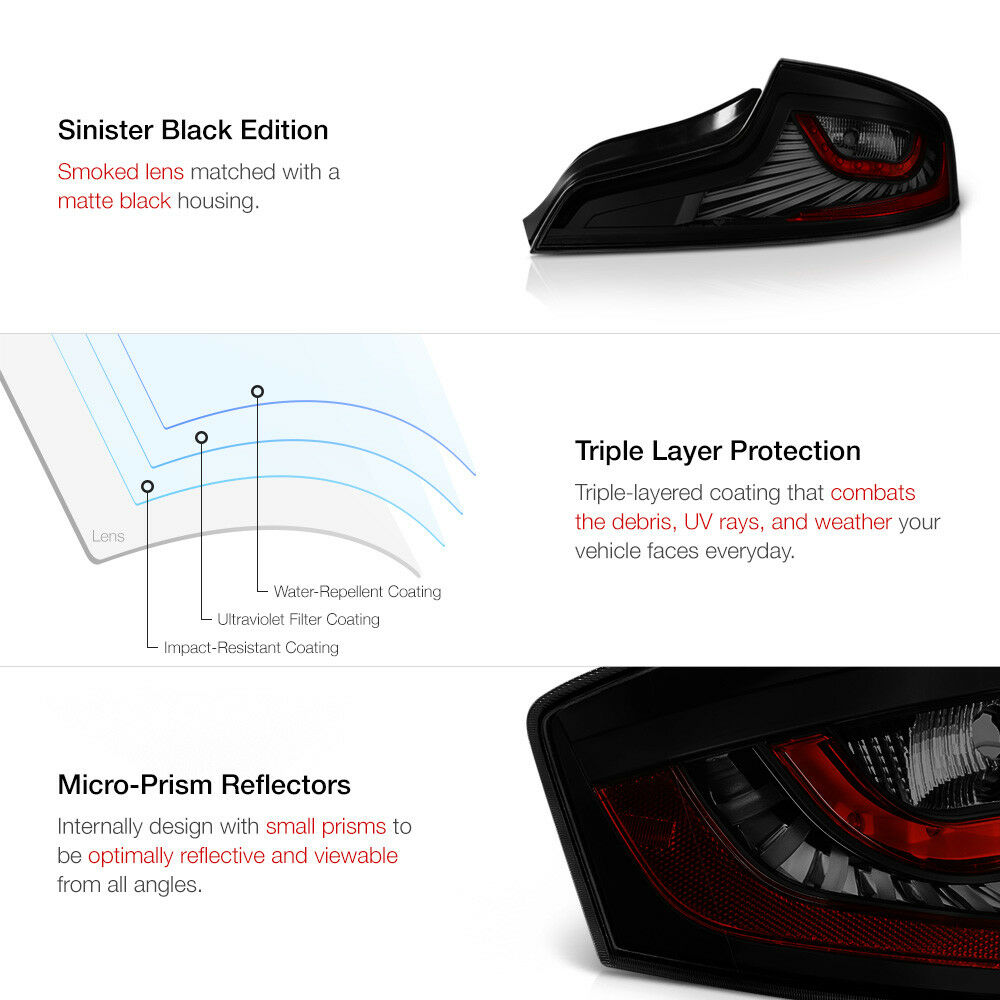 Sinister Black Edition
Smoked lens matched with a
matte black housing.
Lens
Water-Repellent Coating
Ultraviolet Filter Coating
Impact-Resistant Coating
Triple Layer Protection
Triple-layered coating that combats
the debris, UV rays, and weather your
vehicle faces everyday.
Micro-Prism Reflectors
Internally design with small prisms to
be optimally reflective and viewable
from all angles.